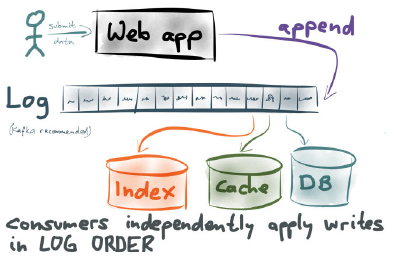 submit
data
Web app
append
Log
(Kafka recommended)
Index
Cache
DB
consumers independently apply writes
in LOG ORDER